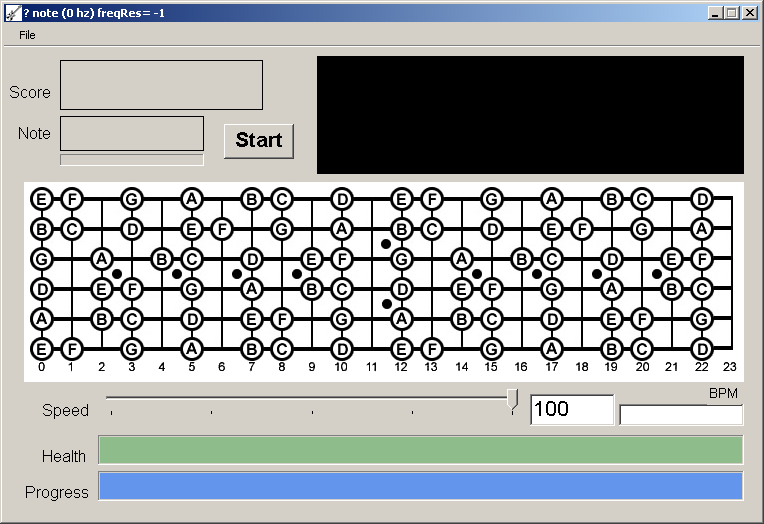 ? note (0 hz) freqRes= -1
File
Score
Note
Start
E F G A B C D E F G A B C D
B C D E F G A B C D E F G A
G A B C D E F G A B C D E F
D E F G A B C D E F G A B C
A B C D E F G A B C D E F G
E F G A B C D E F G A B C D
0 1 2 3 4 5 6 7 8 9 10 11 12 13 14 15 16 17 18 19 20 21 22 23
Speed
100
BPM
Health
Progress